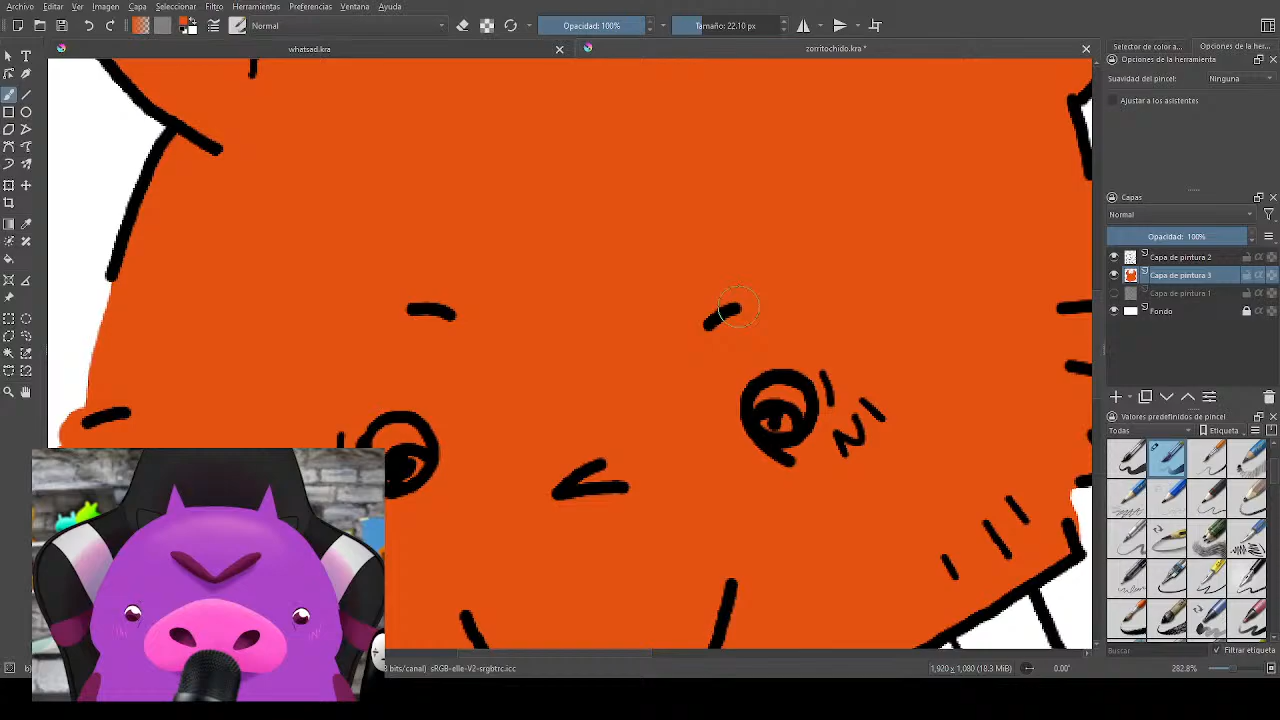 Archivo Editar Ver Imagen Capa Seleccionar Filtro Herramientas Preferencias Ventana Ayuda
Normal Opacidad: 100% Tamaño: 22.10 px
whatsad.kra zorritochido.kra *
Selector de color a... Opciones de la her...
Opciones de la herramienta
Suavidad del pincel: Ninguna
Ajustar a los asistentes
Capas
Normal
Opacidad: 100%
Capa de pintura 2
Capa de pintura 3
Capa de pintura 1
Fondo
Valores predefinidos de pincel
Todas Etiqueta
Buscar Filtrar etiqueta
bits/canal) sRGB-elle-V2-srgbtrc.icc 1,920 x 1,080 (18.3 MiB) 0.00° 282.8%